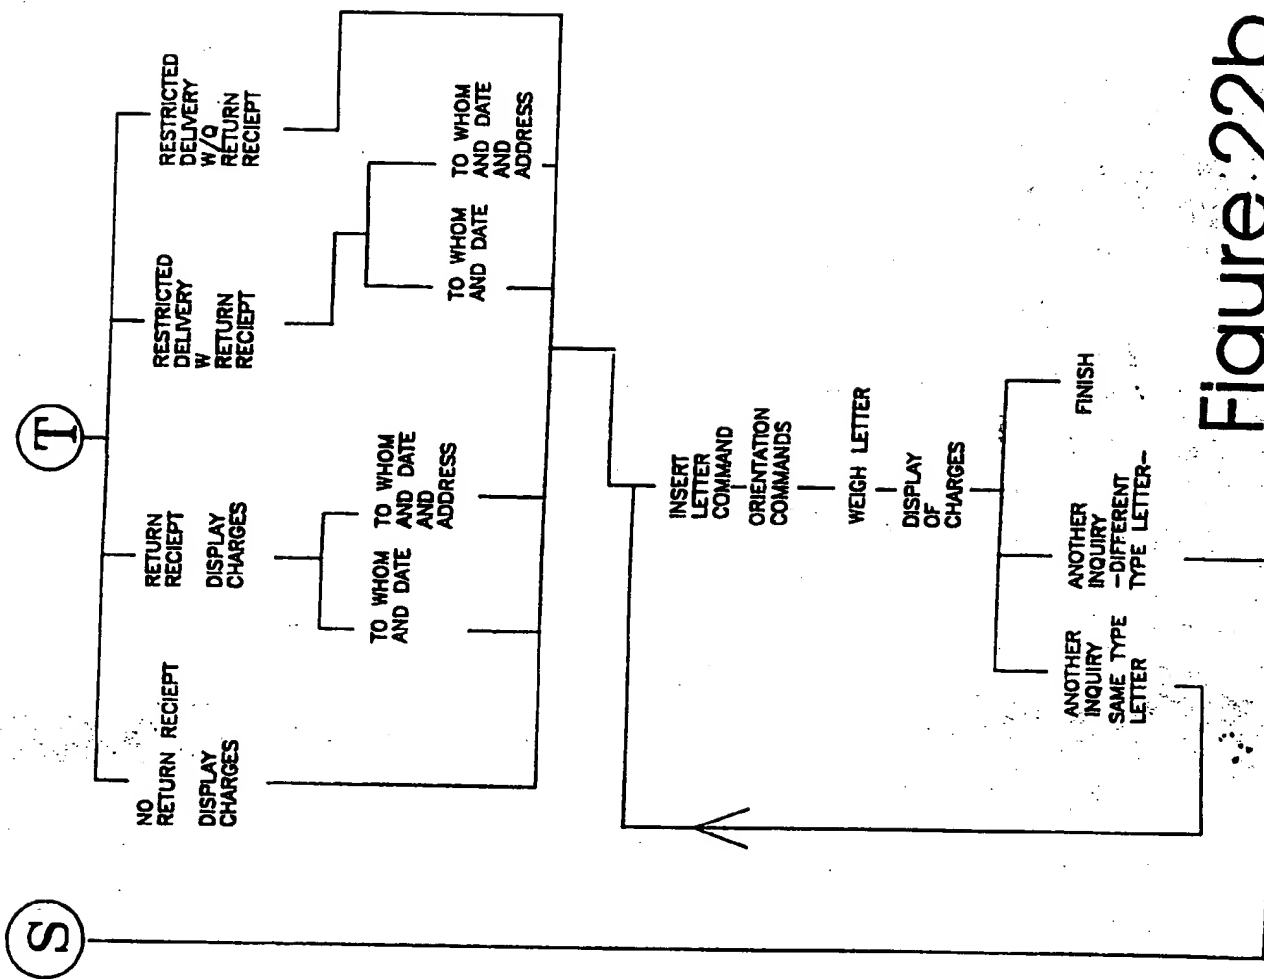 S
T
NO
RETURN RECIEPT
DISPLAY
CHARGES
RETURN
RECIEPT
DISPLAY
CHARGES
RESTRICTED
DELIVERY
W
RETURN
RECIEPT
RESTRICTED
DELIVERY
W/O
RETURN
RECIEPT
TO WHOM
AND DATE
TO WHOM
AND DATE
AND
ADDRESS
TO WHOM
AND DATE
TO WHOM
AND DATE
AND
ADDRESS
INSERT
LETTER
COMMAND
ORIENTATION
COMMANDS
WEIGH LETTER
DISPLAY
OF
CHARGES
ANOTHER
INQUIRY
SAME TYPE
LETTER
ANOTHER
INQUIRY
-DIFFERENT
TYPE LETTER-
FINISH
Figure 22b